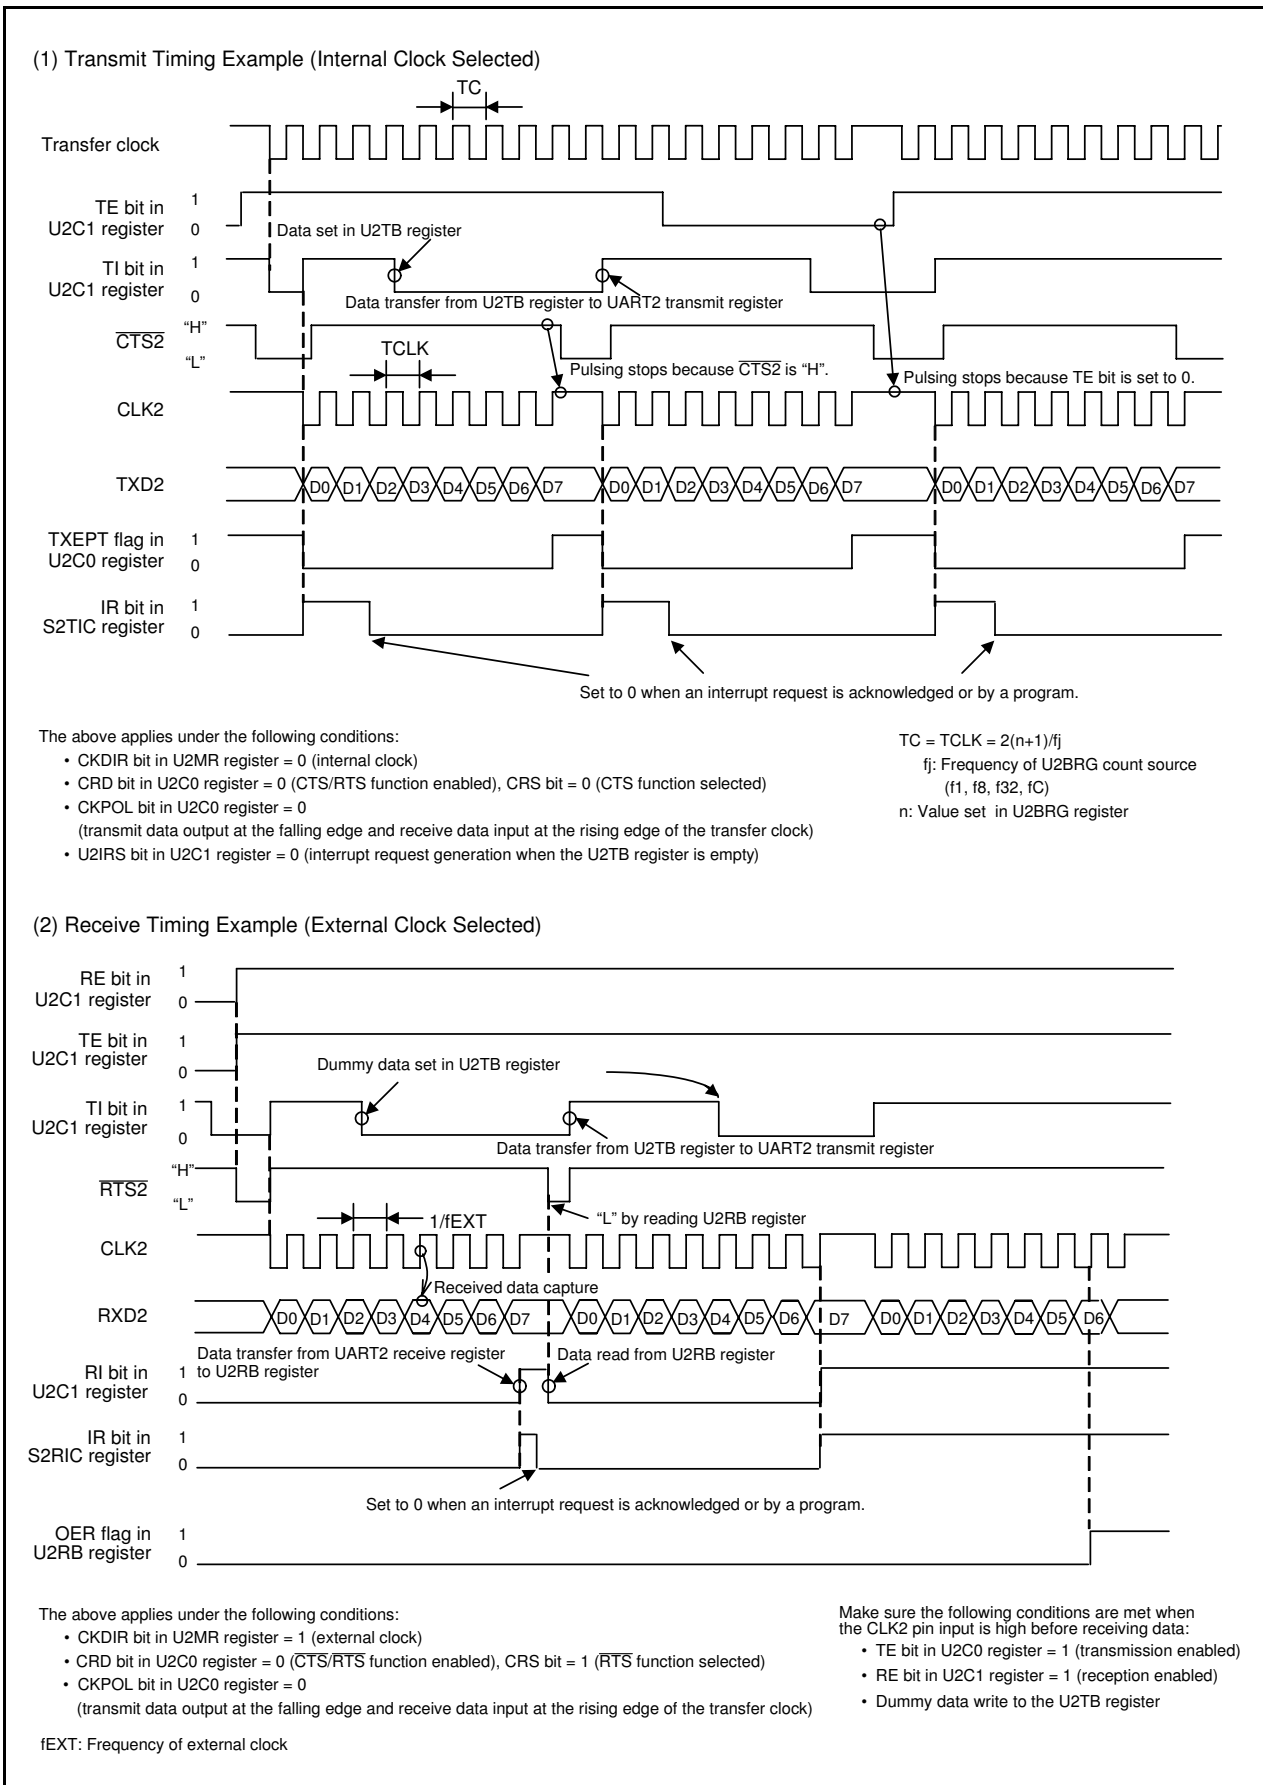 (1) Transmit Timing Example (Internal Clock Selected)
TC
Transfer clock
TE bit in
U2C1 register
1
0
Data set in U2TB register
TI bit in
U2C1 register
1
0
Data transfer from U2TB register to UART2 transmit register
CTS2
“H”
“L”
TCLK
Pulsing stops because CTS2 is “H”.
Pulsing stops because TE bit is set to 0.
CLK2
TXD2
D0 D1 D2 D3 D4 D5 D6 D7 D0 D1 D2 D3 D4 D5 D6 D7 D0 D1 D2 D3 D4 D5 D6 D7
TXEPT flag in
U2C0 register
1
0
IR bit in
S2TIC register
1
0
Set to 0 when an interrupt request is acknowledged or by a program.
The above applies under the following conditions:
• CKDIR bit in U2MR register = 0 (internal clock)
• CRD bit in U2C0 register = 0 (CTS/RTS function enabled), CRS bit = 0 (CTS function selected)
• CKPOL bit in U2C0 register = 0
(transmit data output at the falling edge and receive data input at the rising edge of the transfer clock)
• U2IRS bit in U2C1 register = 0 (interrupt request generation when the U2TB register is empty)
TC = TCLK = 2(n+1)/fj
fj: Frequency of U2BRG count source
(f1, f8, f32, fC)
n: Value set in U2BRG register
(2) Receive Timing Example (External Clock Selected)
RE bit in
U2C1 register
1
0
TE bit in
U2C1 register
1
0
Dummy data set in U2TB register
TI bit in
U2C1 register
1
0
Data transfer from U2TB register to UART2 transmit register
RTS2
“H”
“L”
1/fEXT
“L” by reading U2RB register
CLK2
Received data capture
RXD2
D0 D1 D2 D3 D4 D5 D6 D7 D0 D1 D2 D3 D4 D5 D6 D7 D0 D1 D2 D3 D4 D5 D6
Data transfer from UART2 receive register
to U2RB register
Data read from U2RB register
RI bit in
U2C1 register
1
0
IR bit in
S2RIC register
1
0
Set to 0 when an interrupt request is acknowledged or by a program.
OER flag in
U2RB register
1
0
The above applies under the following conditions:
• CKDIR bit in U2MR register = 1 (external clock)
• CRD bit in U2C0 register = 0 (CTS/RTS function enabled), CRS bit = 1 (RTS function selected)
• CKPOL bit in U2C0 register = 0
(transmit data output at the falling edge and receive data input at the rising edge of the transfer clock)
fEXT: Frequency of external clock
Make sure the following conditions are met when
the CLK2 pin input is high before receiving data:
• TE bit in U2C0 register = 1 (transmission enabled)
• RE bit in U2C1 register = 1 (reception enabled)
• Dummy data write to the U2TB register